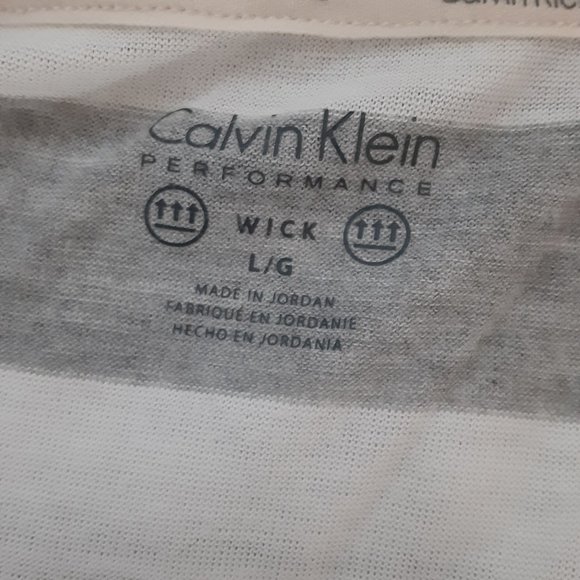 Calvin Klein
PERFORMANCE
WICK
L/G
MADE IN JORDAN
FABRIQUÉ EN JORDANIE
HECHO EN JORDANIA